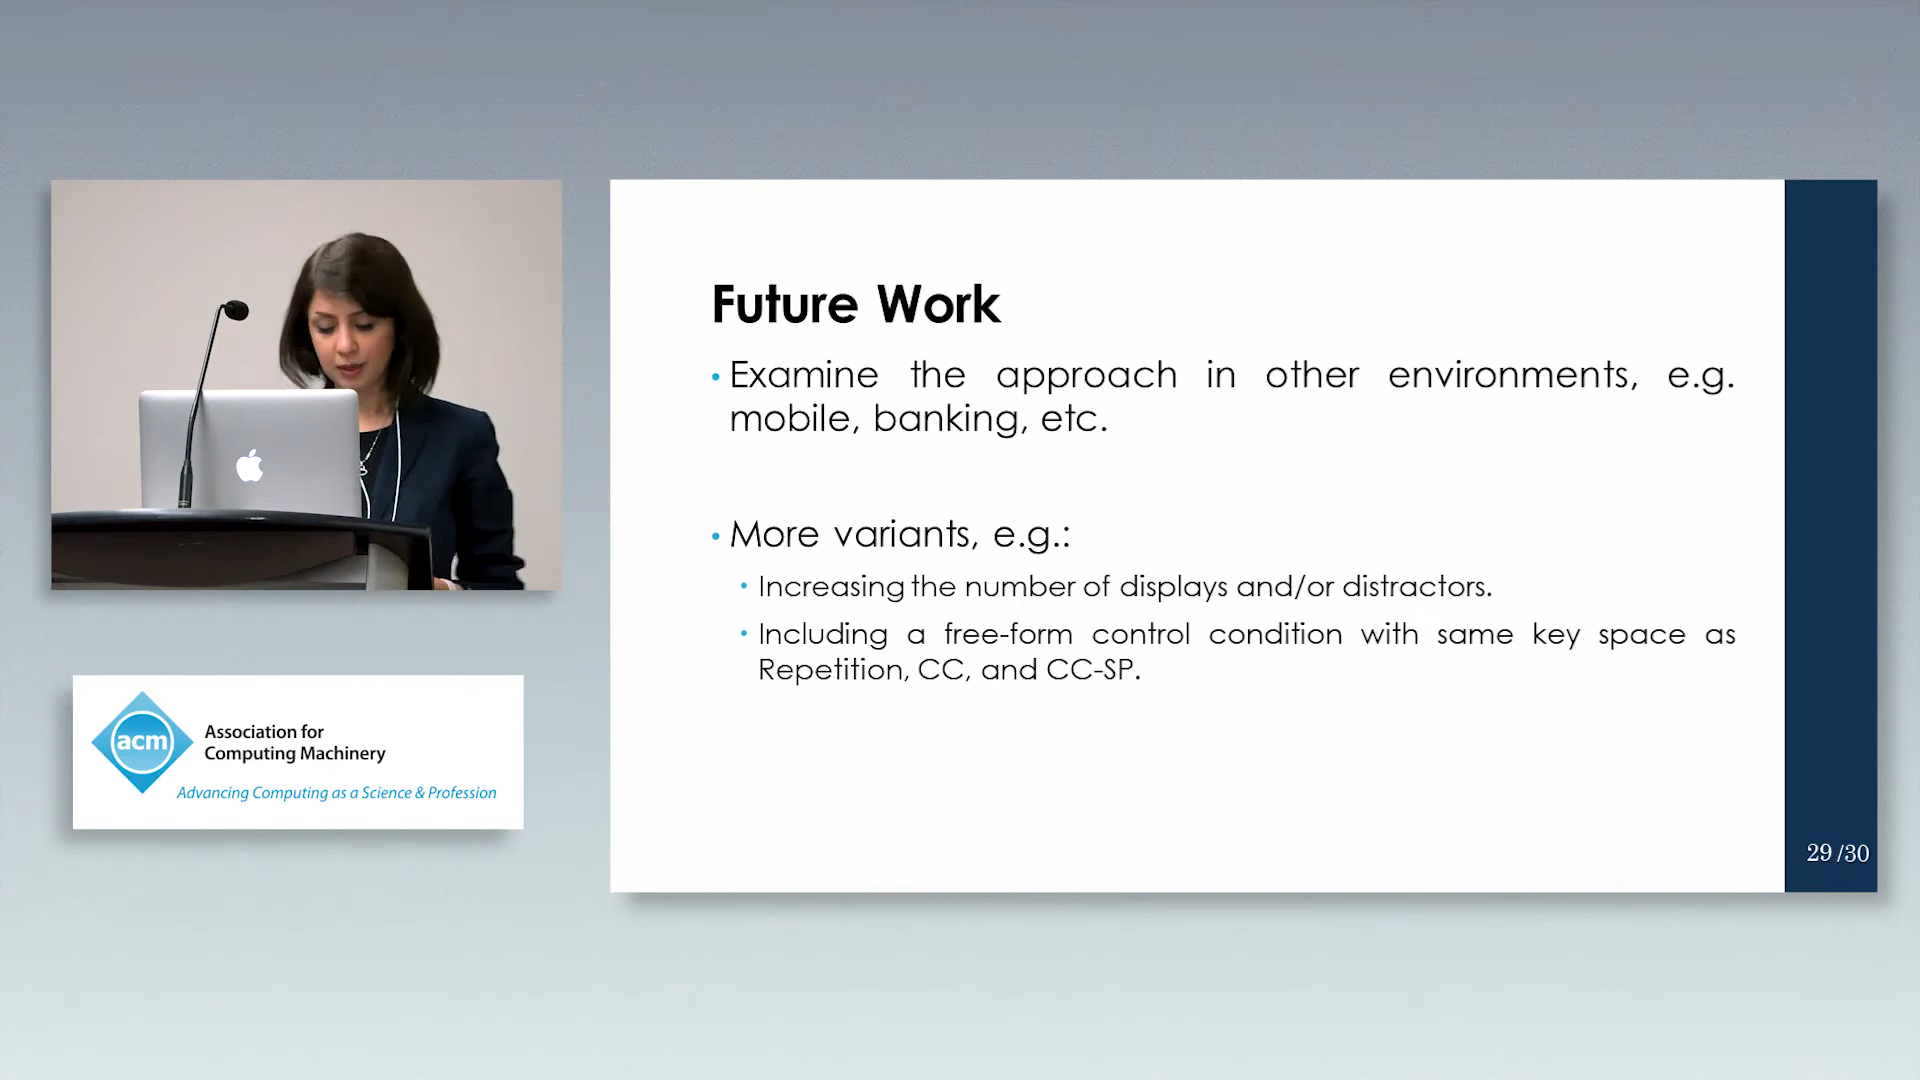 Future Work
• Examine the approach in other environments, e.g.
mobile, banking, etc.
• More variants, e.g.:
• Increasing the number of displays and/or distractors.
• Including a free-form control condition with same key space as
Repetition, CC, and CC-SP.
29/30
acm
Association for
Computing Machinery
Advancing Computing as a Science & Profession